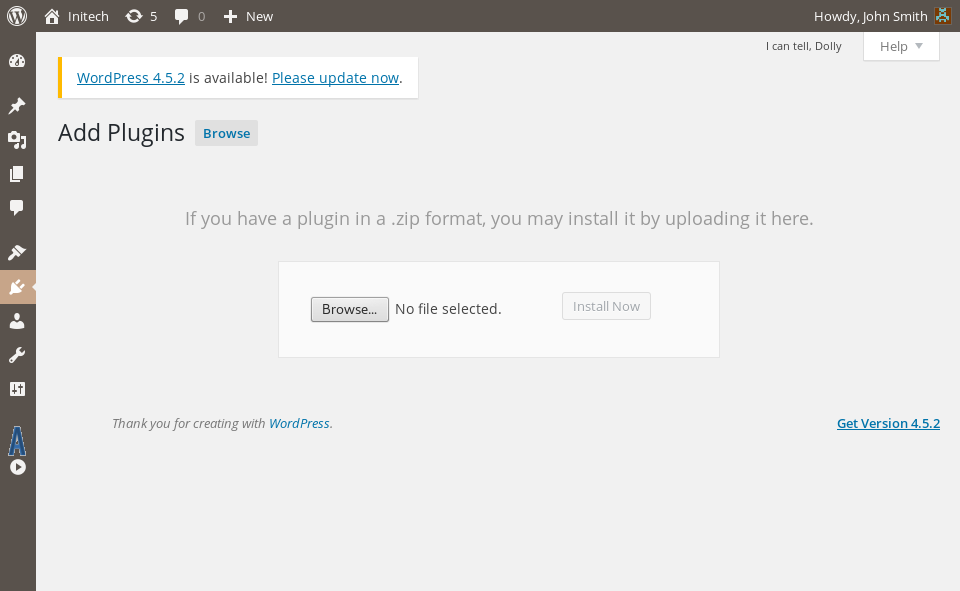 Initech 5 0 New Howdy, John Smith
I can tell, Dolly Help
WordPress 4.5.2 is available! Please update now.
Add Plugins Browse
If you have a plugin in a .zip format, you may install it by uploading it here.
Browse... No file selected. Install Now
Thank you for creating with WordPress. Get Version 4.5.2